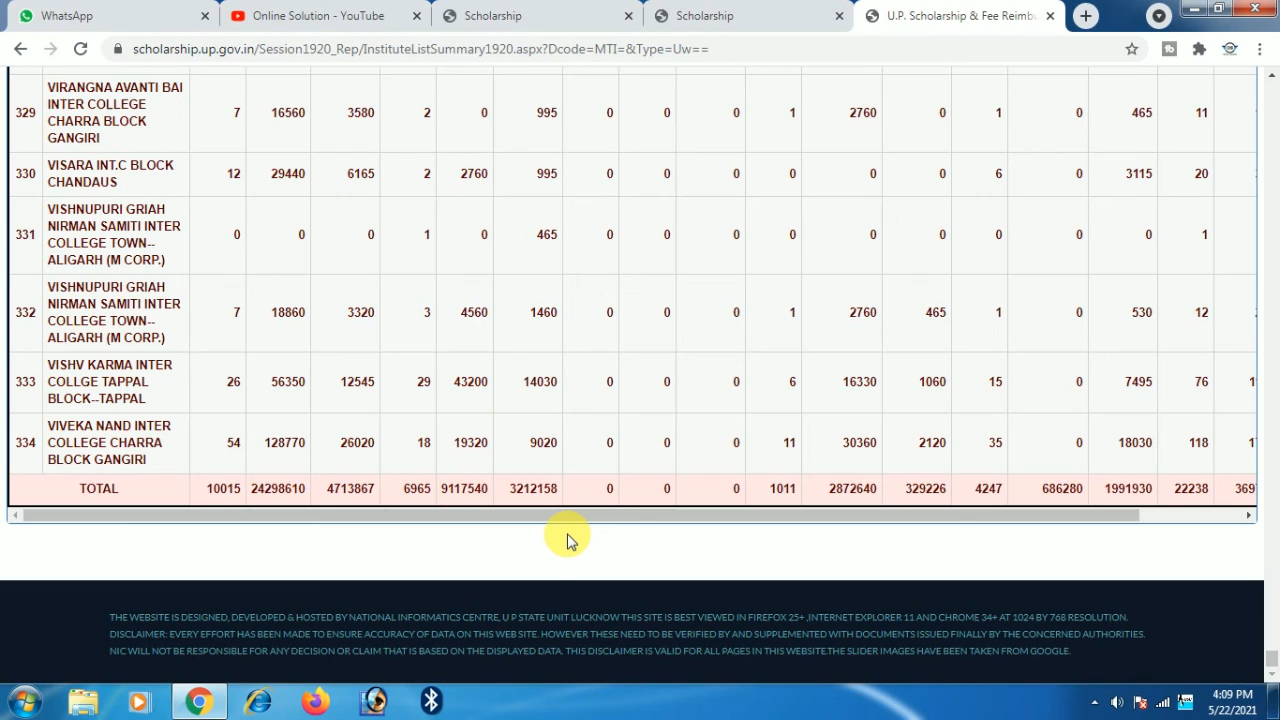 WhatsApp
Online Solution - YouTube
Scholarship
Scholarship
U.P. Scholarship & Fee Reimb
scholarship.up.gov.in/Session1920_Rep/InstituteListSummary1920.aspx?Dcode=MTI=&Type=Uw==
329 VIRANGNA AVANTI BAI
INTER COLLEGE
CHARRA BLOCK
GANGIRI
7 16560 3580 2 0 995 0 0 0 1 2760 0 1 0 465 11
330 VISARA INT.C BLOCK
CHANDAUS
12 29440 6165 2 2760 995 0 0 0 0 0 0 6 0 3115 20
331 VISHNUPURI GRIAH
NIRMAN SAMITI INTER
COLLEGE TOWN--
ALIGARH (M CORP.)
0 0 0 1 0 465 0 0 0 0 0 0 0 0 0 1
332 VISHNUPURI GRIAH
NIRMAN SAMITI INTER
COLLEGE TOWN--
ALIGARH (M CORP.)
7 18860 3320 3 4560 1460 0 0 0 1 2760 465 1 0 530 12
333 VISHV KARMA INTER
COLLGE TAPPAL
BLOCK--TAPPAL
26 56350 12545 29 43200 14030 0 0 0 6 16330 1060 15 0 7495 76
334 VIVEKA NAND INTER
COLLEGE CHARRA
BLOCK GANGIRI
54 128770 26020 18 19320 9020 0 0 0 11 30360 2120 35 0 18030 118
TOTAL 10015 24298610 4713867 6965 9117540 3212158 0 0 0 1011 2872640 329226 4247 686280 1991930 22238 369
THE WEBSITE IS DESIGNED, DEVELOPED & HOSTED BY NATIONAL INFORMATICS CENTRE, U P STATE UNIT LUCKNOW THIS SITE IS BEST VIEWED IN FIREFOX 25+ ,INTERNET EXPLORER 11 AND CHROME 34+ AT 1024 BY 768 RESOLUTION.
DISCLAIMER: EVERY EFFORT HAS BEEN MADE TO ENSURE ACCURACY OF DATA ON THIS WEB SITE. HOWEVER THESE NEED TO BE VERIFIED BY AND SUPPLEMENTED WITH DOCUMENTS ISSUED FINALLY BY THE CONCERNED AUTHORITIES.
NIC WILL NOT BE RESPONSIBLE FOR ANY DECISION OR CLAIM THAT IS BASED ON THE DISPLAYED DATA. THIS DISCLAIMER IS VALID FOR ALL PAGES IN THIS WEBSITE.THE SLIDER IMAGES HAVE BEEN TAKEN FROM GOOGLE.
4:09 PM
5/22/2021